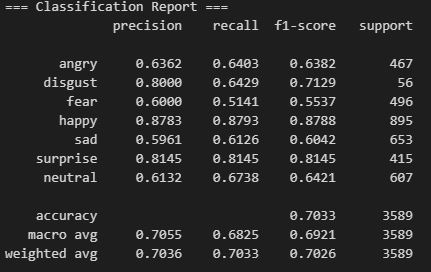 === Classification Report ===
precision recall f1-score support
angry 0.6362 0.6403 0.6382 467
disgust 0.8000 0.6429 0.7129 56
fear 0.6000 0.5141 0.5537 496
happy 0.8783 0.8793 0.8788 895
sad 0.5961 0.6126 0.6042 653
surprise 0.8145 0.8145 0.8145 415
neutral 0.6132 0.6738 0.6421 607
accuracy 0.7033 3589
macro avg 0.7055 0.6825 0.6921 3589
weighted avg 0.7036 0.7033 0.7026 3589